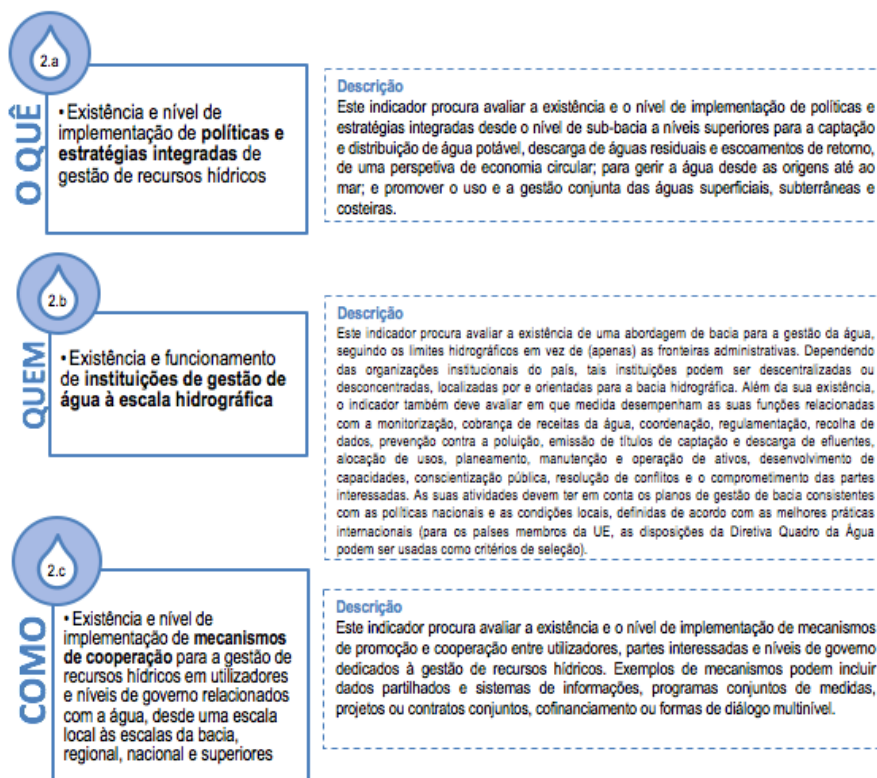 2.a
O QUÊ
• Existência e nível de
implementação de políticas e
estratégias integradas de
gestão de recursos hídricos
Descrição
Este indicador procura avaliar a existência e o nível de implementação de políticas e
estratégias integradas desde o nível de sub-bacia a níveis superiores para a captação
e distribuição de água potável, descarga de águas residuais e escoamentos de retorno,
de uma perspetiva de economia circular; para gerir a água desde as origens até ao
mar; e promover o uso e a gestão conjunta das águas superficiais, subterrâneas e
costeiras.
2.b
QUEM
• Existência e funcionamento
de instituições de gestão de
água à escala hidrográfica
Descrição
Este indicador procura avaliar a existência de uma abordagem de bacia para a gestão da água,
seguindo os limites hidrográficos em vez de (apenas) as fronteiras administrativas. Dependendo
das organizações institucionais do país, tais instituições podem ser descentralizadas ou
desconcentradas, localizadas por e orientadas para a bacia hidrográfica. Além da sua existência,
o indicador também deve avaliar em que medida desempenham as suas funções relacionadas
com a monitorização, cobrança de receitas da água, coordenação, regulamentação, recolha de
dados, prevenção contra a poluição, emissão de títulos de captação e descarga de efluentes,
alocação de usos, planeamento, manutenção e operação de ativos, desenvolvimento de
capacidades, conscientização pública, resolução de conflitos e o comprometimento das partes
interessadas. As suas atividades devem ter em conta os planos de gestão de bacia consistentes
com as políticas nacionais e as condições locais, definidas de acordo com as melhores práticas
internacionais (para os países membros da UE, as disposições da Diretiva Quadro da Água
podem ser usadas como critérios de seleção).
2.c
COMO
• Existência e nível de
implementação de mecanismos
de cooperação para a gestão de
recursos hídricos em utilizadores
e níveis de governo relacionados
com a água, desde uma escala
local às escalas da bacia,
regional, nacional e superiores
Descrição
Este indicador procura avaliar a existência e o nível de implementação de mecanismos
de promoção e cooperação entre utilizadores, partes interessadas e níveis de governo
dedicados à gestão de recursos hídricos. Exemplos de mecanismos podem incluir
dados partilhados e sistemas de informações, programas conjuntos de medidas,
projetos ou contratos conjuntos, cofinanciamento ou formas de diálogo multinível.